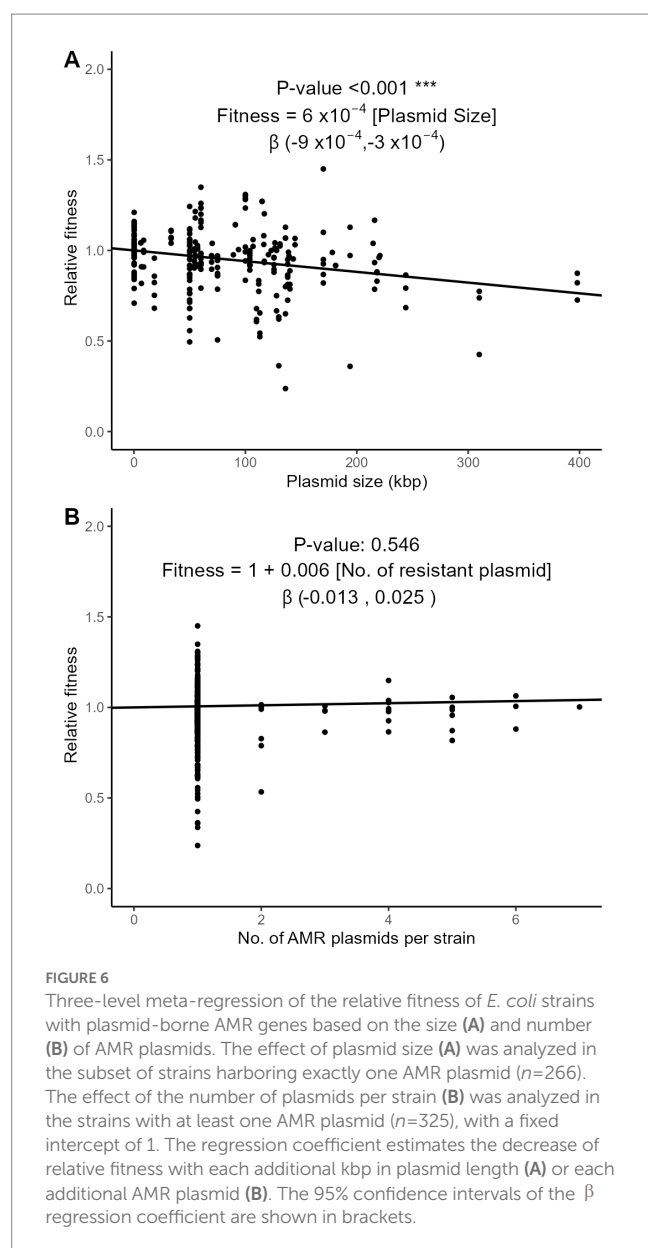 A
P-value <0.001 ***
Fitness = 6 x10⁻⁴ [Plasmid Size]
β (-9 x10⁻⁴,-3 x10⁻⁴)
2.0
1.5
1.0
0.5
0.0
Relative fitness
0 100 200 300 400
Plasmid size (kbp)
B
P-value: 0.546
Fitness = 1 + 0.006 [No. of resistant plasmid]
β (-0.013 , 0.025 )
2.0
1.5
1.0
0.5
0.0
Relative fitness
0 2 4 6
No. of AMR plasmids per strain
FIGURE 6
Three-level meta-regression of the relative fitness of E. coli strains
with plasmid-borne AMR genes based on the size (A) and number
(B) of AMR plasmids. The effect of plasmid size (A) was analyzed in
the subset of strains harboring exactly one AMR plasmid (n=266).
The effect of the number of plasmids per strain (B) was analyzed in
the strains with at least one AMR plasmid (n=325), with a fixed
intercept of 1. The regression coefficient estimates the decrease of
relative fitness with each additional kbp in plasmid length (A) or each
additional AMR plasmid (B). The 95% confidence intervals of the β
regression coefficient are shown in brackets.